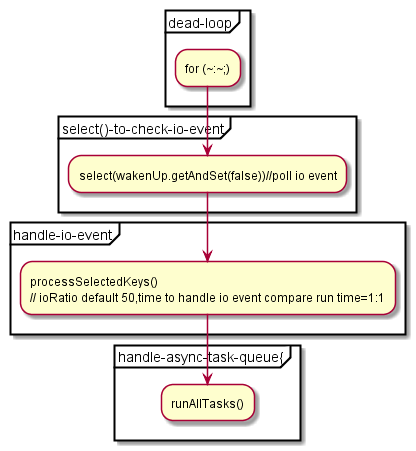 dead-loop
for (~:~;)
select()-to-check-io-event
select(wakenUp.getAndSet(false))//poll io event
handle-io-event
processSelectedKeys()
// ioRatio default 50,time to handle io event compare run time=1:1
handle-async-task-queue{
runAllTasks()